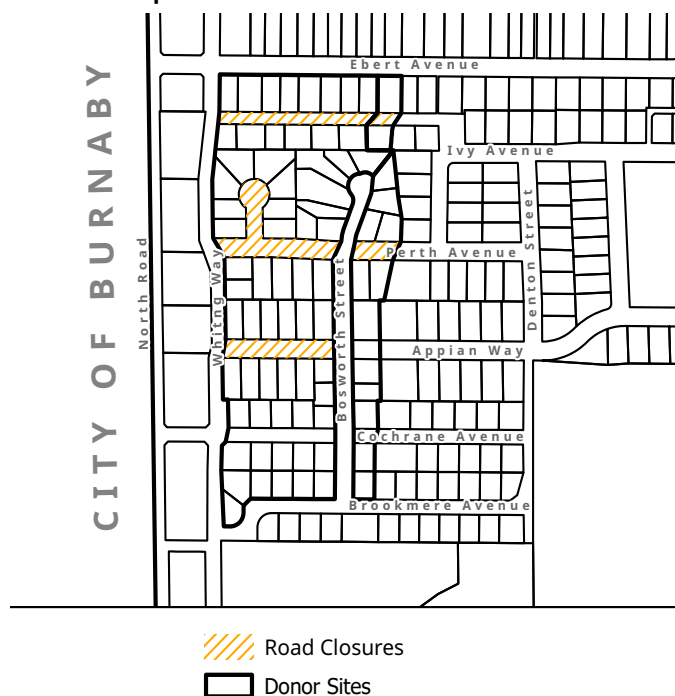 Ebert Avenue
CITY OF BURNABY
Ivy Avenue
North Road
Whitng Way
Perth Avenue
Denton Street
Bosworth Street
Appian Way
Cochrane Avenue
Brookmere Avenue
Road Closures
Donor Sites